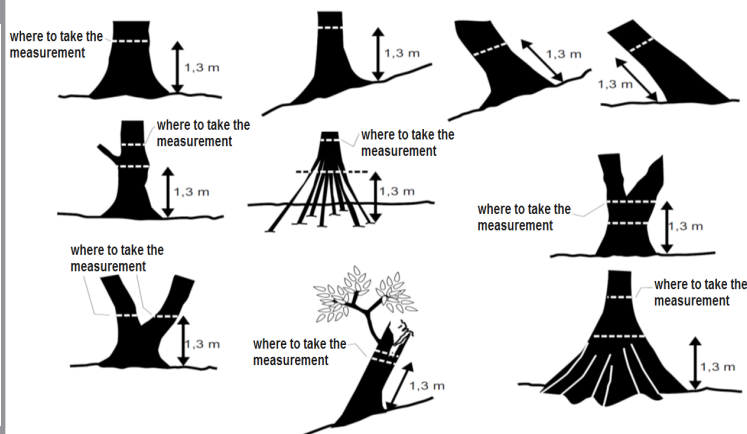 where to take the
measurement
1,3 m
1,3 m
1,3 m
1,3 m
where to take the
measurement
1,3 m
where to take the
measurement
1,3 m
where to take the
measurement
1,3 m
where to take the
measurement
1,3 m
where to take the
measurement
1,3 m
where to take the
measurement
1,3 m